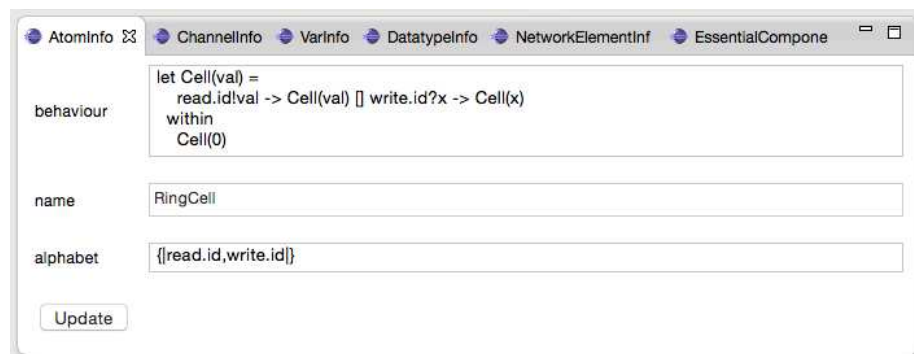 AtomInfo ChannelInfo VarInfo DatatypeInfo NetworkElementInf EssentialCompone
let Cell(val) =
read.id!val -> Cell(val) [] write.id?x -> Cell(x)
behaviour
within
Cell(0)
name RingCell
alphabet {|read.id,write.id|}
Update